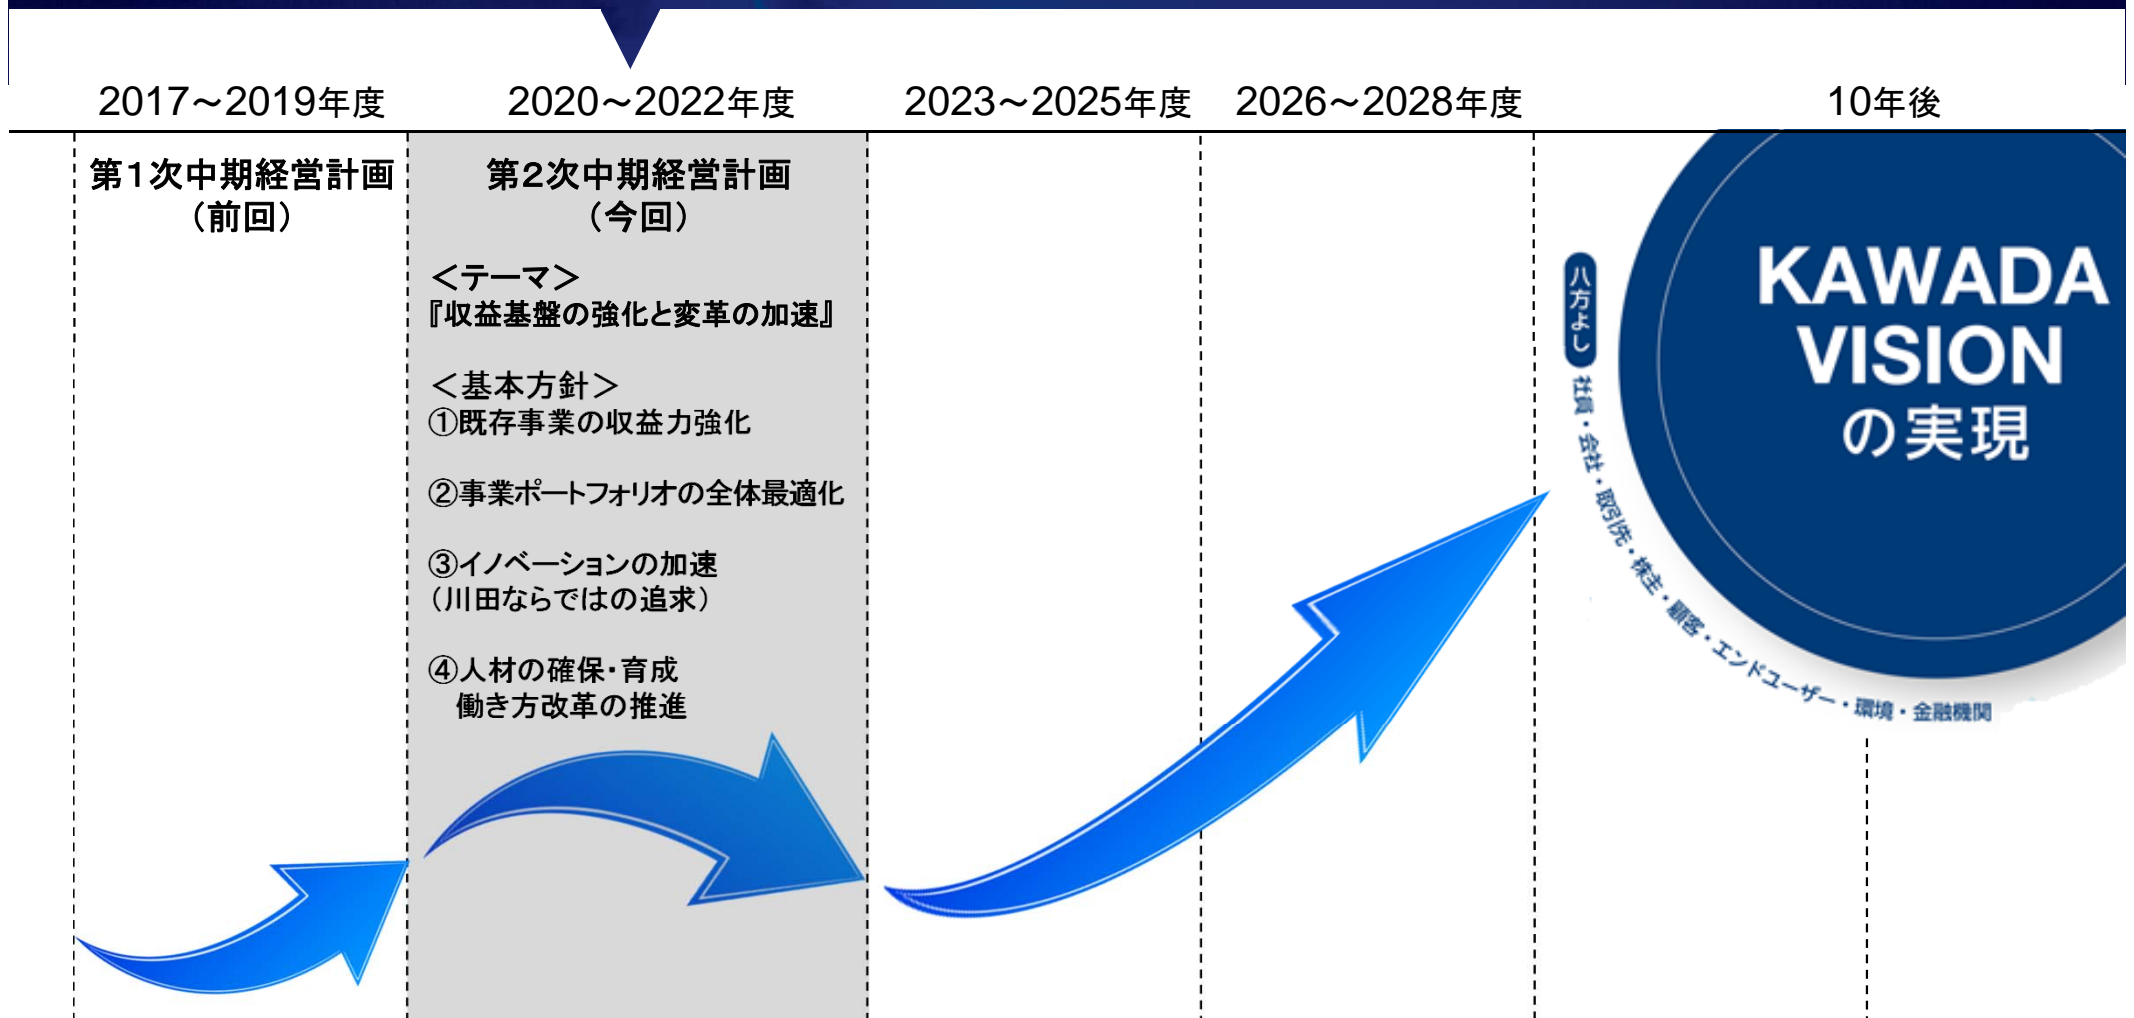 2017～2019年度
2020～2022年度
2023～2025年度
2026～2028年度
10年後
第１次中期経営計画
（前回）
第２次中期経営計画
（今回）
＜テーマ＞
『収益基盤の強化と変革の加速』
＜基本方針＞
①既存事業の収益力強化
②事業ポートフォリオの全体最適化
③イノベーションの加速
（川田ならではの追求）
④人材の確保・育成
働き方改革の推進
KAWADA
VISION
の実現
八方よし
社員・会社・取引先・株主・顧客・エンドユーザー・環境・金融機関